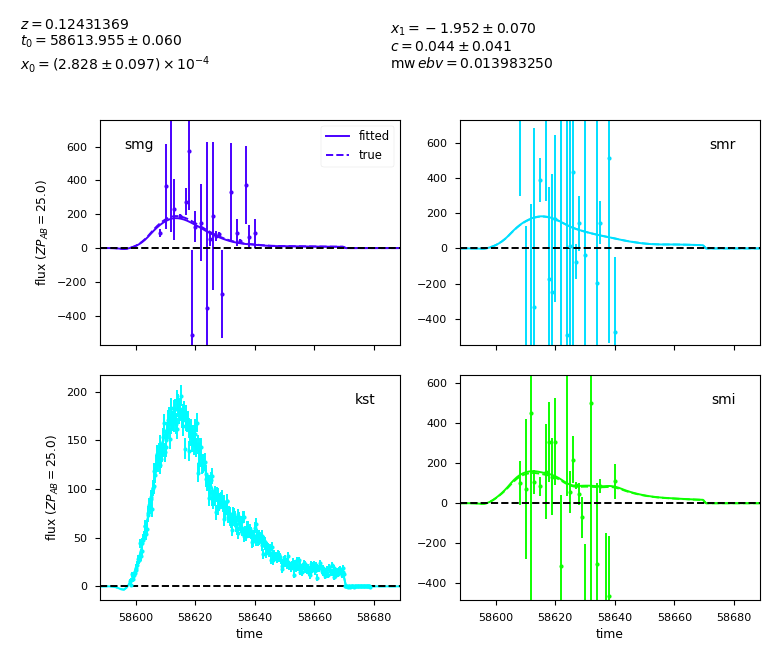 z = 0.12431369
t₀ = 58613.955 ± 0.060
x₀ = (2.828 ± 0.097) × 10⁻⁴
x₁ = −1.952 ± 0.070
c = 0.044 ± 0.041
mw ebv = 0.013983250
smg
fitted
true
600
400
200
0
−200
−400
flux (ZP_AB = 25.0)
smr
600
400
200
0
−200
−400
kst
200
150
100
50
0
flux (ZP_AB = 25.0)
58600 58620 58640 58660 58680
time
smi
600
400
200
0
−200
−400
58600 58620 58640 58660 58680
time